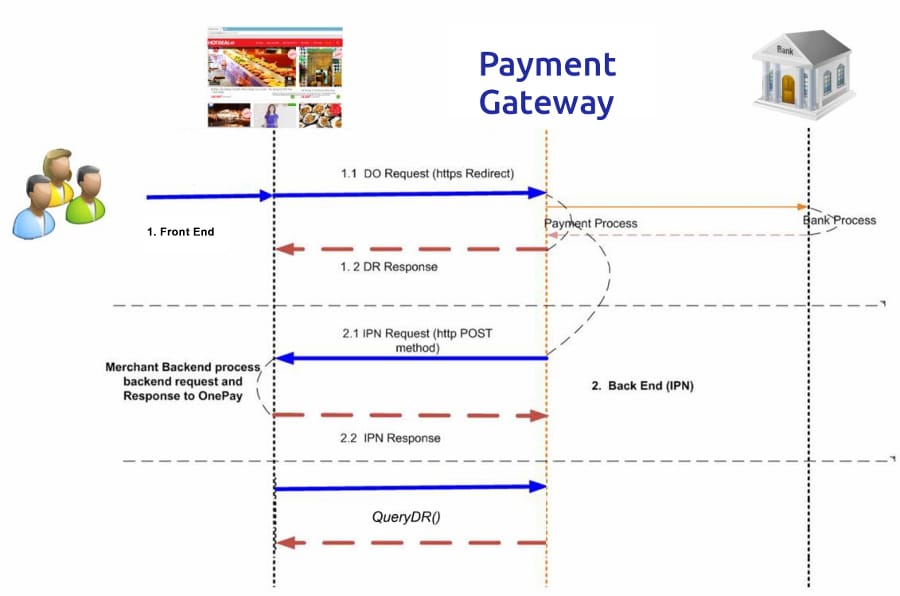 Payment
Gateway
Bank
1.1 DO Request (https Redirect)
Payment Process
Bank Process
1. Front End
1. 2 DR Response
2.1 IPN Request (http POST
method)
Merchant Backend process
backend request and
Response to OnePay
2. Back End (IPN)
2.2 IPN Response
QueryDR()